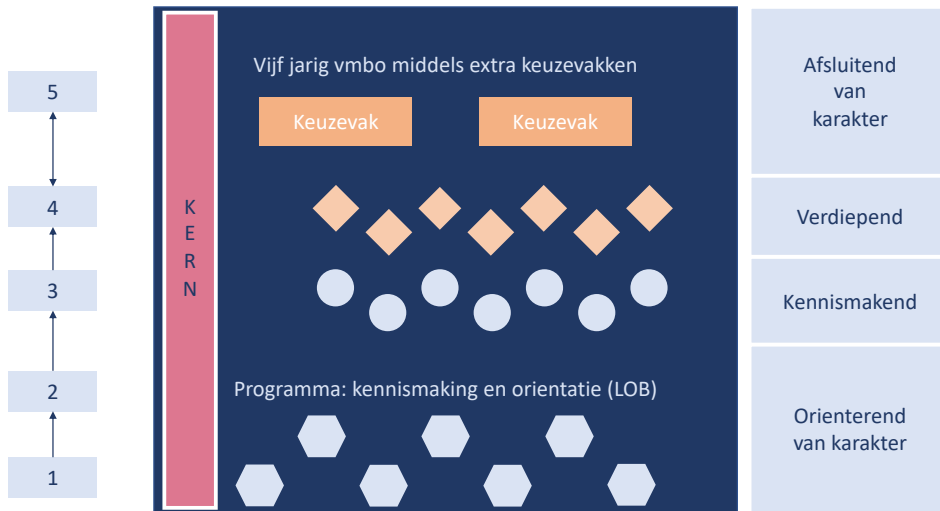 5
4
3
2
1
K
E
R
N
Vijf jarig vmbo middels extra keuzevakken
Keuzevak
Keuzevak
Programma: kennismaking en orientatie (LOB)
Afsluitend
van
karakter
Verdiepend
Kennismakend
Orienterend
van karakter